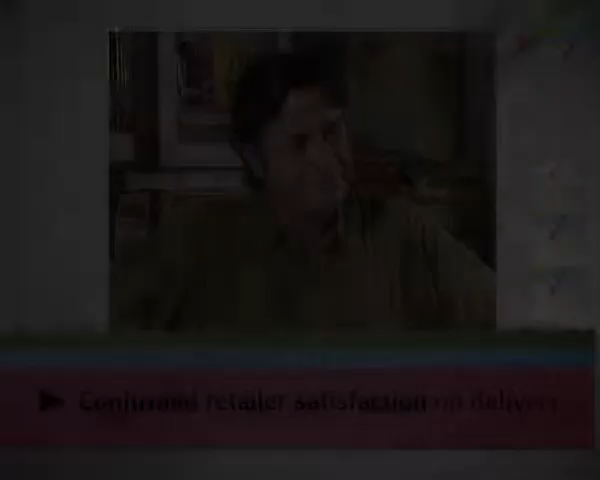 ▶ Confirmed retailer satisfaction on delivery